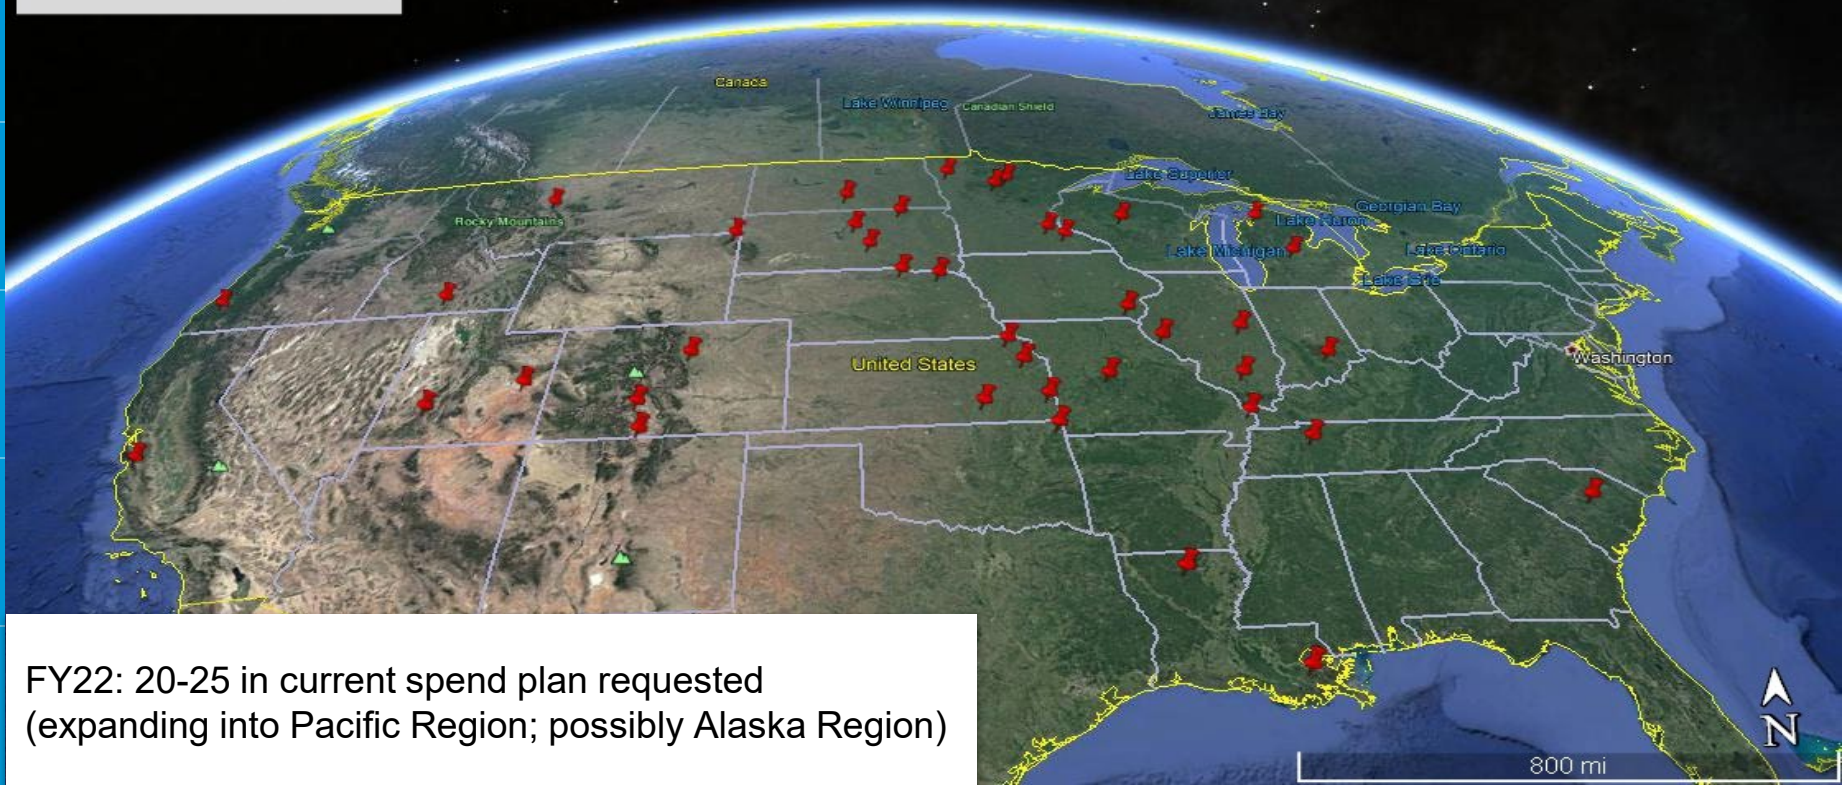 Canada
Lake Winnipeg
Canadian Shield
James Bay
Lake Superior
Georgian Bay
Rocky Mountains
Lake Huron
Lake Michigan
Lake Ontario
Lake Erie
United States
Washington
FY22: 20-25 in current spend plan requested
(expanding into Pacific Region; possibly Alaska Region)
N
800 mi